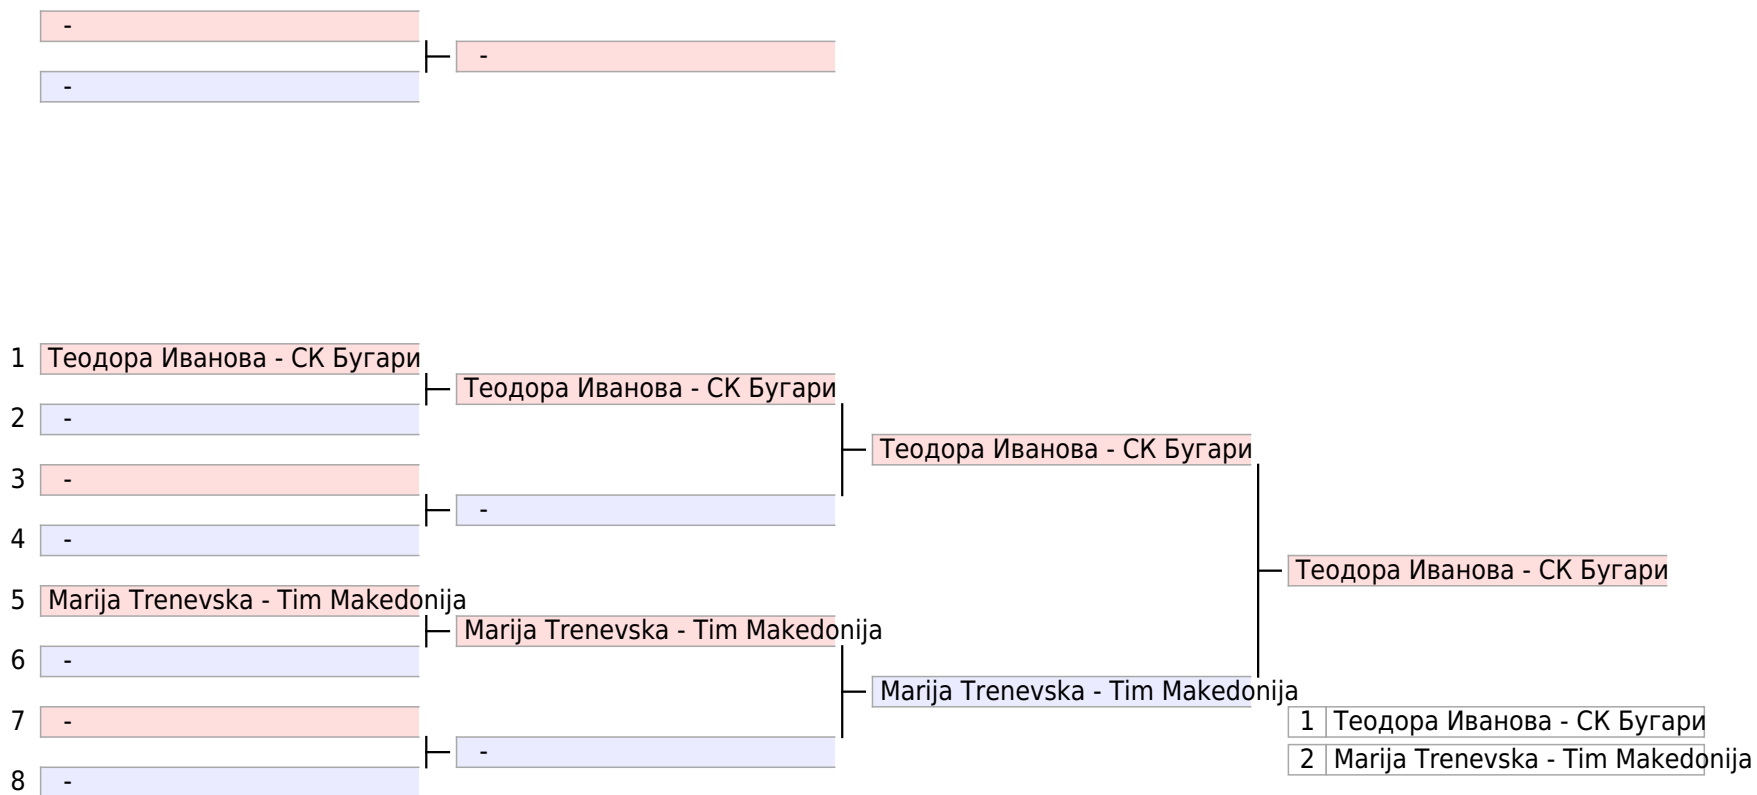 -
-
-
1 Теодора Иванова - СК Бугари
Теодора Иванова - СК Бугари
2 -
Теодора Иванова - СК Бугари
3 -
-
4 -
Теодора Иванова - СК Бугари
5 Marija Trenevska - Tim Makedonija
Marija Trenevska - Tim Makedonija
6 -
Marija Trenevska - Tim Makedonija
7 -
1 Теодора Иванова - СК Бугари
-
2 Marija Trenevska - Tim Makedonija
8 -